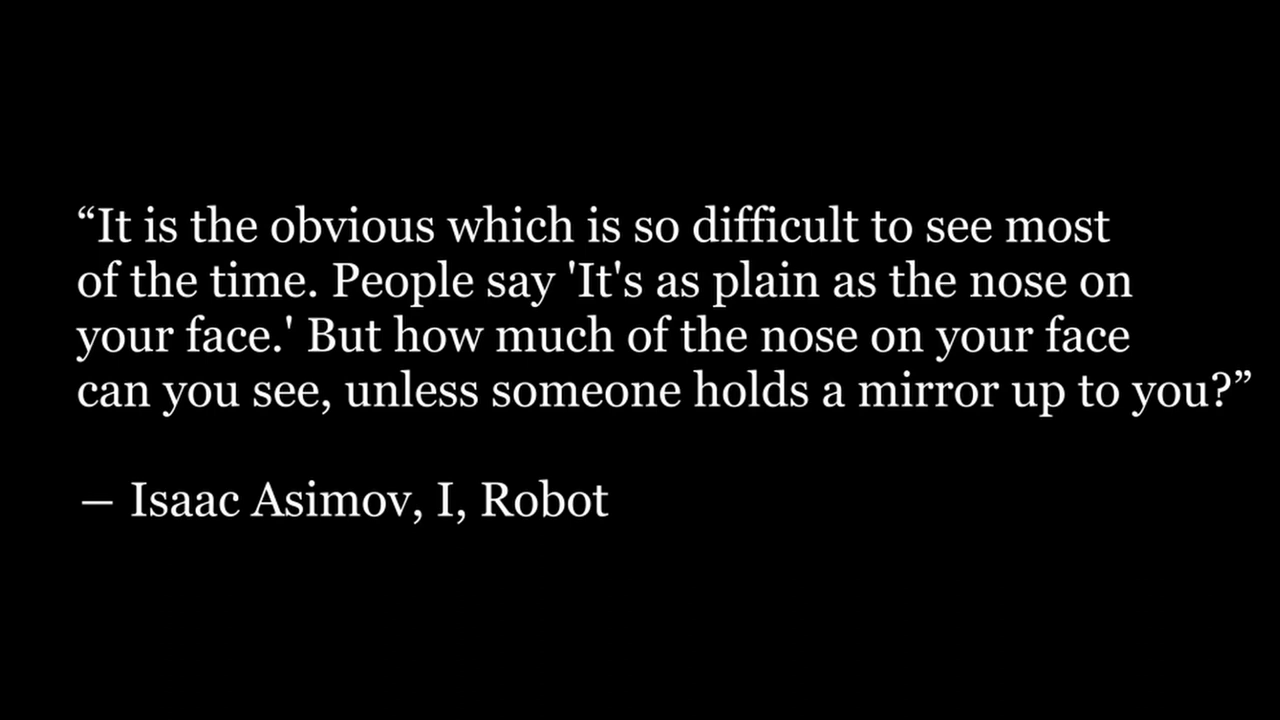 “It is the obvious which is so difficult to see most
of the time. People say 'It's as plain as the nose on
your face.' But how much of the nose on your face
can you see, unless someone holds a mirror up to you?”
— Isaac Asimov, I, Robot